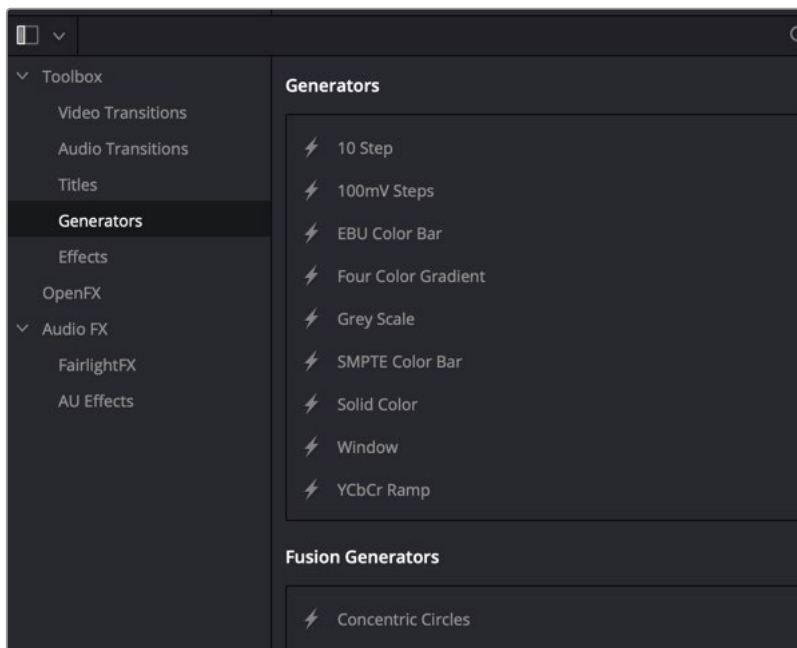 Toolbox
Video Transitions
Audio Transitions
Titles
Generators
Effects
OpenFX
Audio FX
FairlightFX
AU Effects
Generators
10 Step
100mV Steps
EBU Color Bar
Four Color Gradient
Grey Scale
SMPTE Color Bar
Solid Color
Window
YCbCr Ramp
Fusion Generators
Concentric Circles